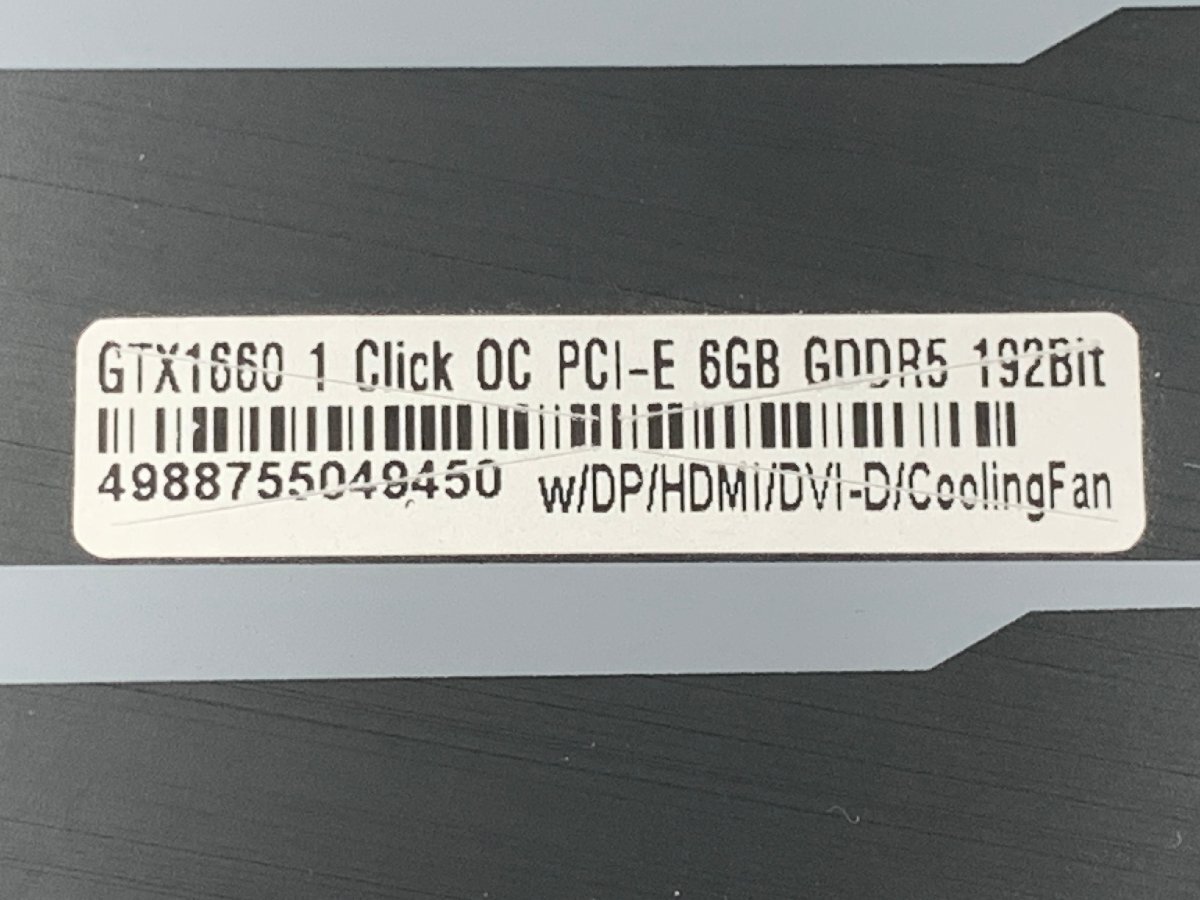 GTX1660 1 Click OC PCI-E 6GB GDDR5 192Bit
4988755049450 w/DP/HDMI/DVI-D/CoolingFan